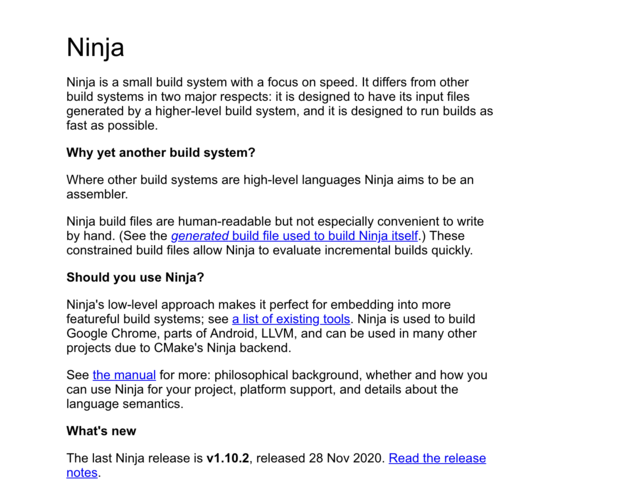 Ninja
Ninja is a small build system with a focus on speed. It differs from other
build systems in two major respects: it is designed to have its input files
generated by a higher-level build system, and it is designed to run builds as
fast as possible.
Why yet another build system?
Where other build systems are high-level languages Ninja aims to be an
assembler.
Ninja build files are human-readable but not especially convenient to write
by hand. (See the generated build file used to build Ninja itself.) These
constrained build files allow Ninja to evaluate incremental builds quickly.
Should you use Ninja?
Ninja's low-level approach makes it perfect for embedding into more
featureful build systems; see a list of existing tools. Ninja is used to build
Google Chrome, parts of Android, LLVM, and can be used in many other
projects due to CMake's Ninja backend.
See the manual for more: philosophical background, whether and how you
can use Ninja for your project, platform support, and details about the
language semantics.
What's new
The last Ninja release is v1.10.2, released 28 Nov 2020. Read the release
notes.